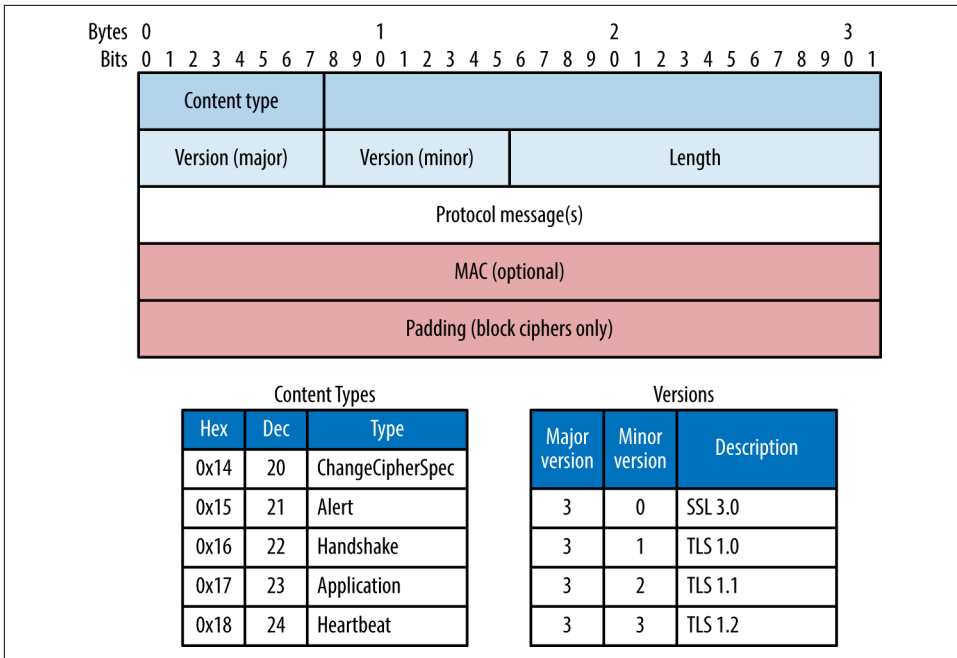 Bytes 0 1 2 3
Bits 0 1 2 3 4 5 6 7 8 9 0 1 2 3 4 5 6 7 8 9 0 1 2 3 4 5 6 7 8 9 0 1
Content type
Version (major) Version (minor) Length
Protocol message(s)
MAC (optional)
Padding (block ciphers only)
Content Types
Hex Dec Type
0x14 20 ChangeCipherSpec
0x15 21 Alert
0x16 22 Handshake
0x17 23 Application
0x18 24 Heartbeat
Versions
Major version Minor version Description
3 0 SSL 3.0
3 1 TLS 1.0
3 2 TLS 1.1
3 3 TLS 1.2